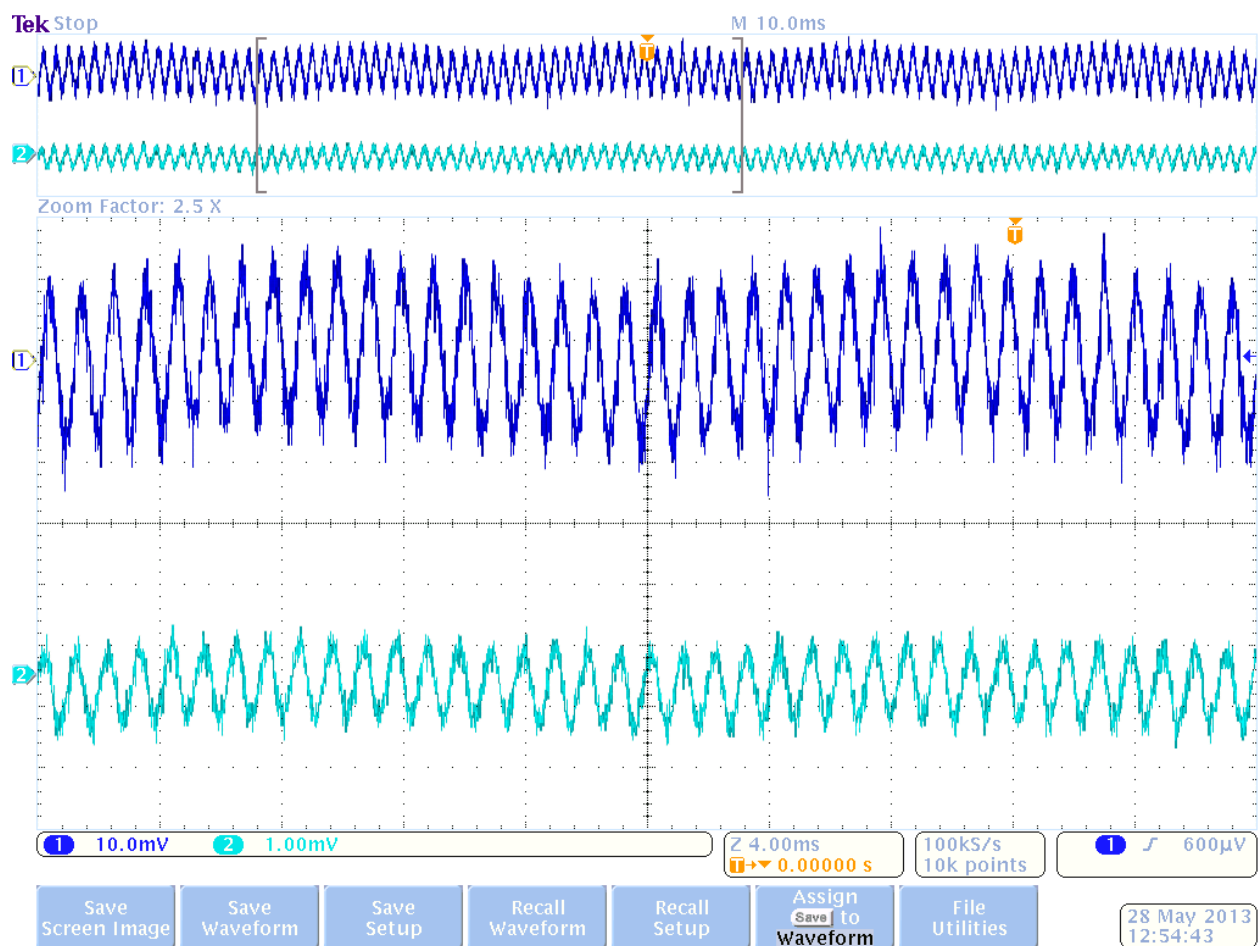 Tek Stop M 10.0ms
T
1
2
Zoom Factor: 2.5 X
T
1
2
1 10.0mV 2 1.00mV
Z 4.00ms
T→▼ 0.00000 s
100kS/s
10k points
1 600µV
Save
Screen Image
Save
Waveform
Save
Setup
Recall
Waveform
Recall
Setup
Assign
Save to
Waveform
File
Utilities
28 May 2013
12:54:43